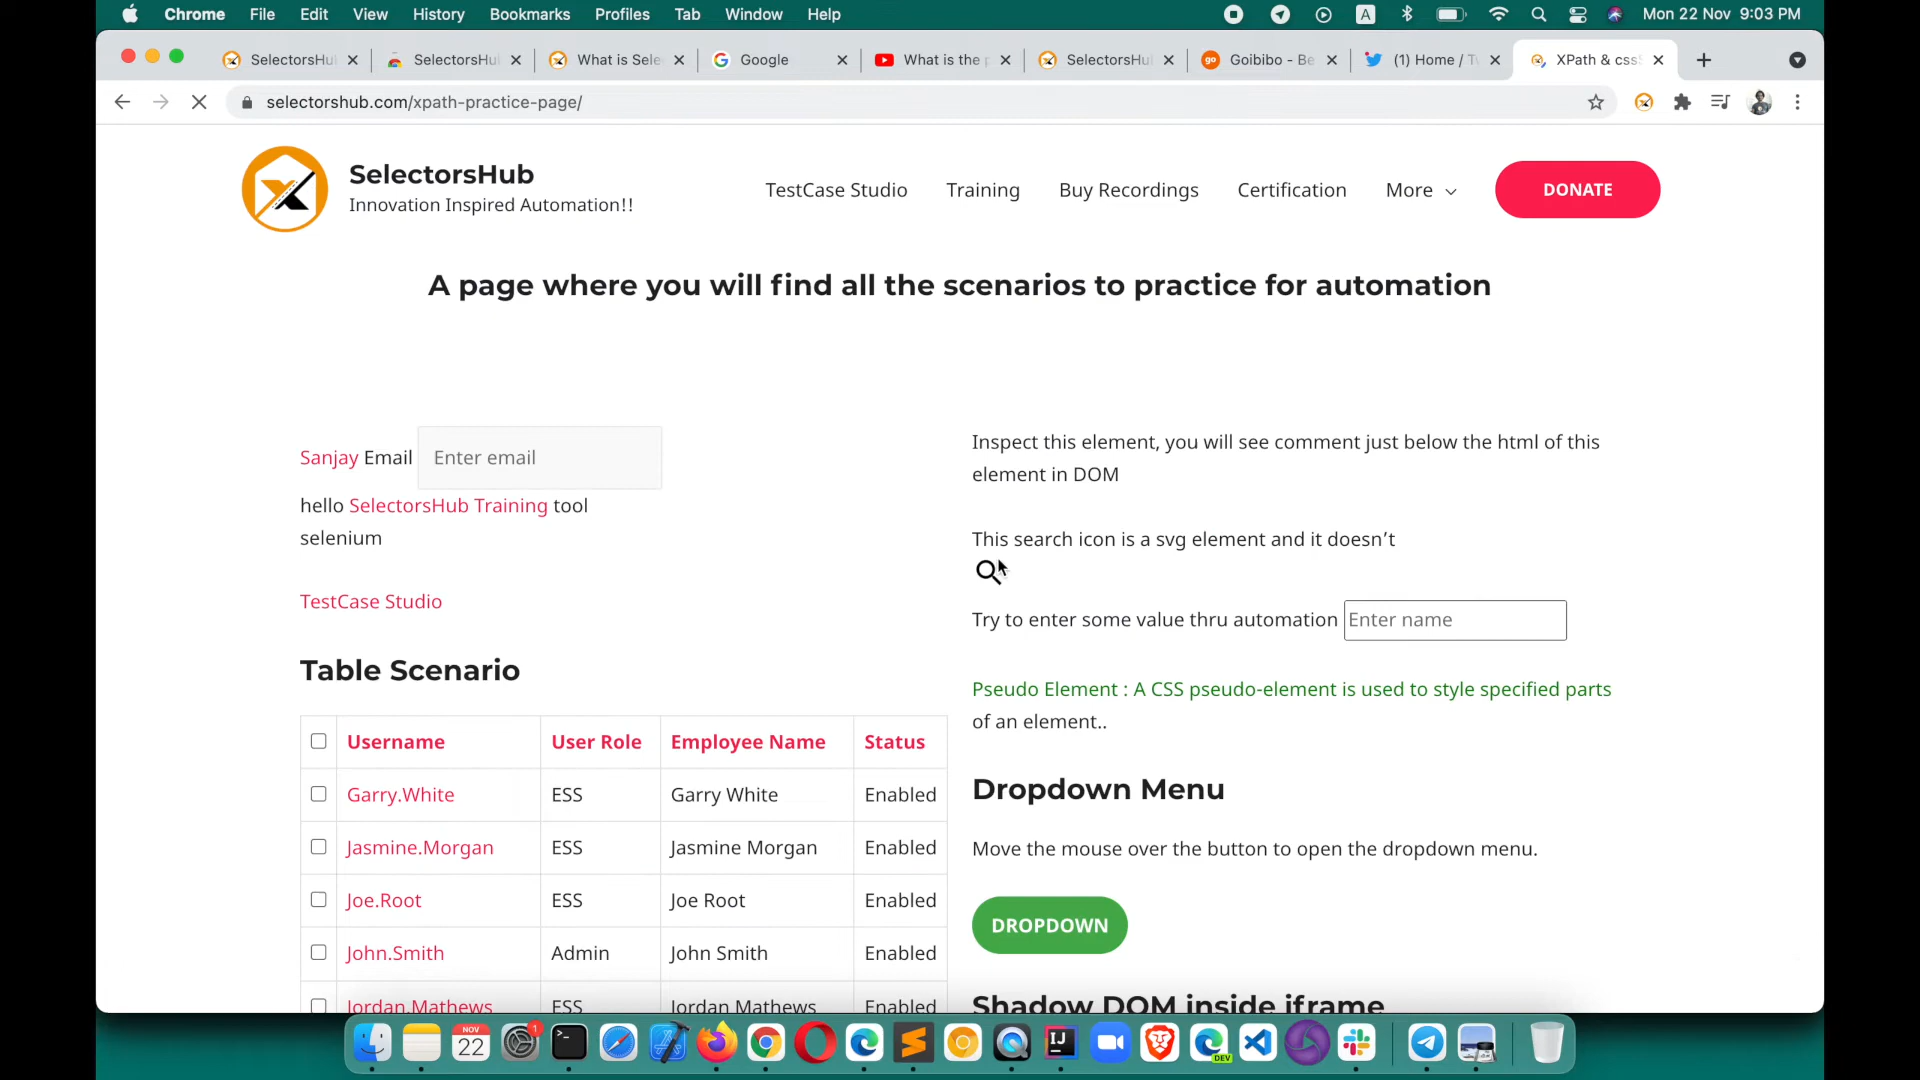 Chrome File Edit View History Bookmarks Profiles Tab Window Help
A
Mon 22 Nov 9:03 PM
SelectorsHu
SelectorsHu
What is Sele
Google
What is the p
SelectorsHu
go Goibibo - Be
(1) Home / Tw
XPath & css
selectorshub.com/xpath-practice-page/
SelectorsHub
Innovation Inspired Automation!!
TestCase Studio Training Buy Recordings Certification More DONATE
A page where you will find all the scenarios to practice for automation
Sanjay Email Enter email
hello SelectorsHub Training tool
selenium
TestCase Studio
Table Scenario
Username User Role Employee Name Status
Garry.White ESS Garry White Enabled
Jasmine.Morgan ESS Jasmine Morgan Enabled
Joe.Root ESS Joe Root Enabled
John.Smith Admin John Smith Enabled
Jordan.Mathews ESS Jordan Mathews Enabled
Inspect this element, you will see comment just below the html of this
element in DOM
This search icon is a svg element and it doesn’t
Try to enter some value thru automation Enter name
Pseudo Element : A CSS pseudo-element is used to style specified parts
of an element..
Dropdown Menu
Move the mouse over the button to open the dropdown menu.
DROPDOWN
Shadow DOM inside iframe
NOV
22
1
IJ
DEV